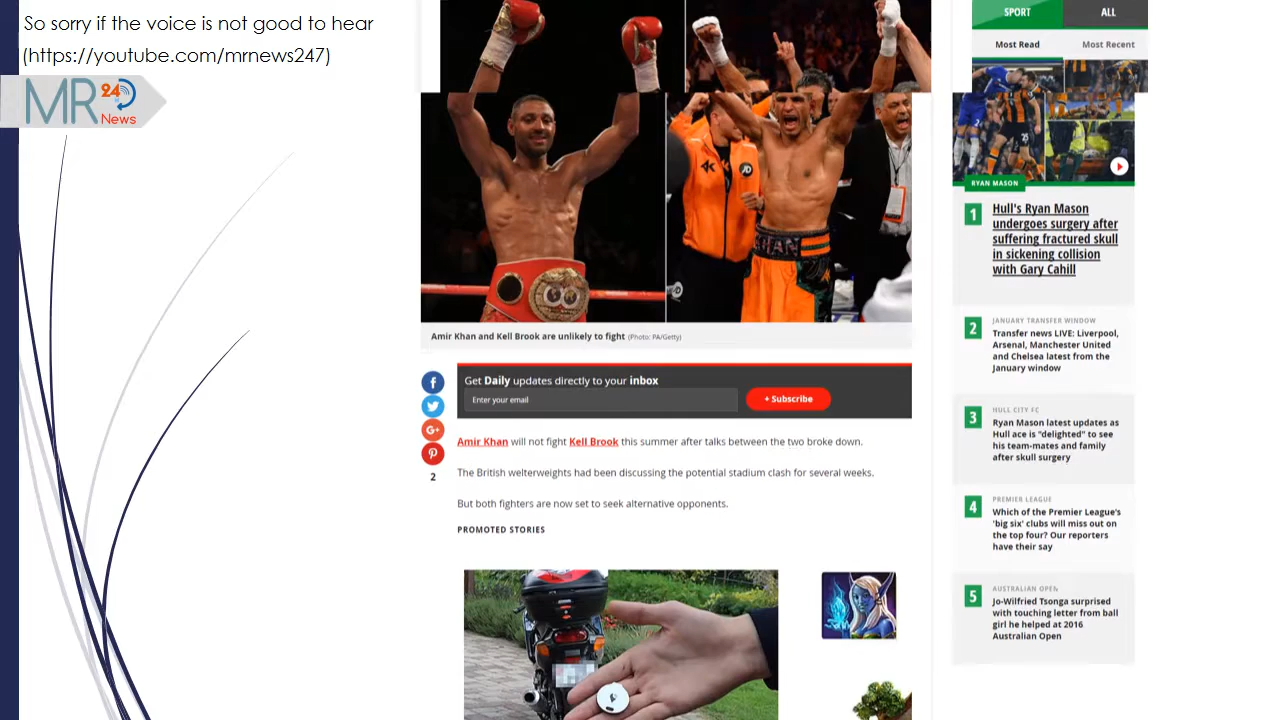 So sorry if the voice is not good to hear
(https://youtube.com/mrnews247)
MR 24
News
Amir Khan and Kell Brook are unlikely to fight (Photo: PA/Getty)
Get Daily updates directly to your inbox
Enter your email
+ Subscribe
2
Amir Khan will not fight Kell Brook this summer after talks between the two broke down.
The British welterweights had been discussing the potential stadium clash for several weeks.
But both fighters are now set to seek alternative opponents.
PROMOTED STORIES
SPORT
ALL
Most Read
Most Recent
RYAN MASON
1
Hull's Ryan Mason
undergoes surgery after
suffering fractured skull
in sickening collision
with Gary Cahill
2
JANUARY TRANSFER WINDOW
Transfer news LIVE: Liverpool,
Arsenal, Manchester United
and Chelsea latest from the
January window
3
HULL CITY FC
Ryan Mason latest updates as
Hull ace is "delighted" to see
his team-mates and family
after skull surgery
4
PREMIER LEAGUE
Which of the Premier League's
'big six' clubs will miss out on
the top four? Our reporters
have their say
5
AUSTRALIAN OPEN
Jo-Wilfried Tsonga surprised
with touching letter from ball
girl he helped at 2016
Australian Open